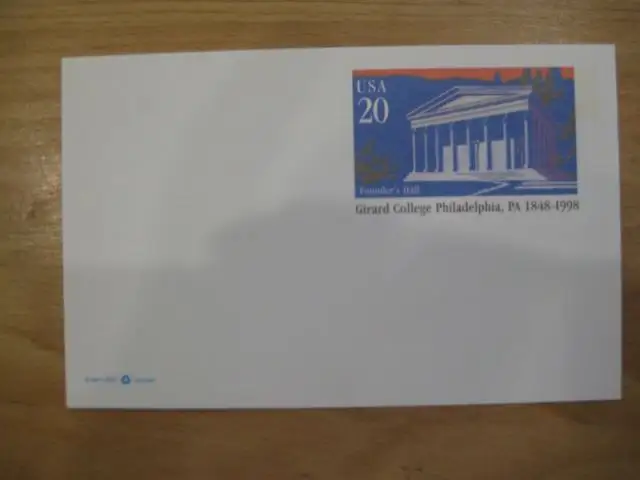 USA
20
Founder's Hall
Girard College Philadelphia, PA 1848-1998